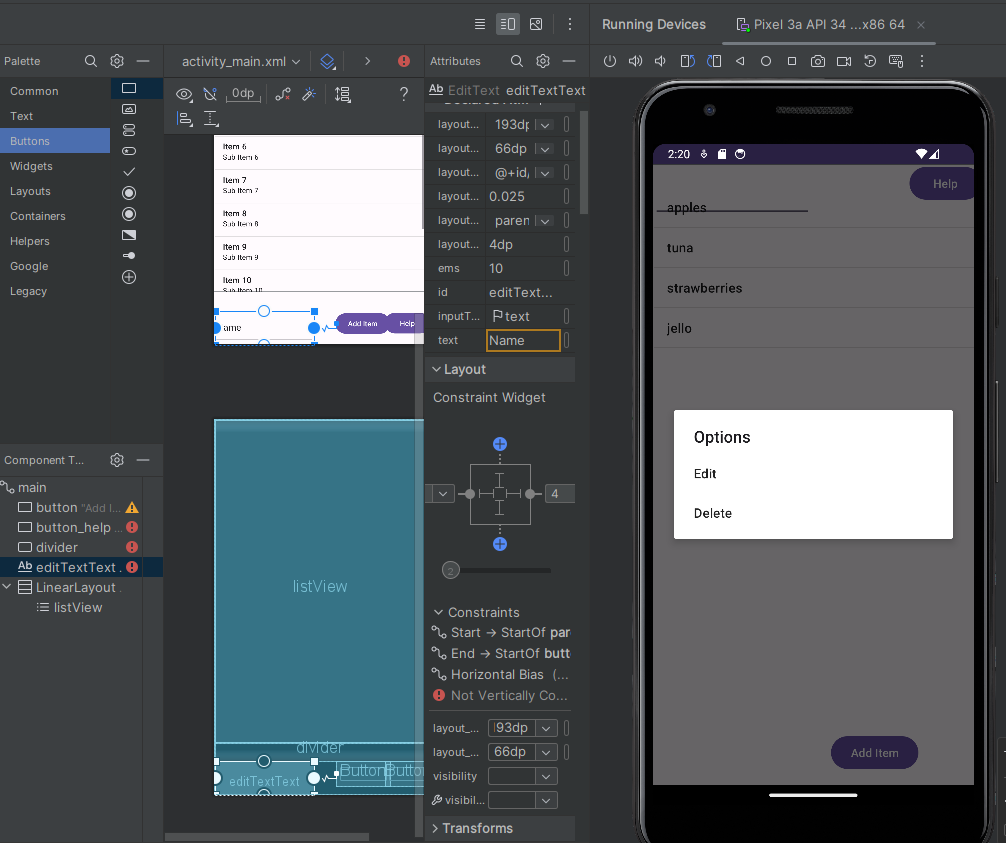 Running Devices
Pixel 3a API 34 ...x86 64
Palette
activity_main.xml
Attributes
Common
Text
Buttons
Widgets
Layouts
Containers
Helpers
Google
Legacy
0dp
?
Item 6
Sub Item 6
Item 7
Sub Item 7
Item 8
Sub Item 8
Item 9
Sub Item 9
Item 10
Sub Item 10
ame
Add Item
Help
Ab EditText editTextText
layout... 193dp
layout... 66dp
layout... @+id/
layout... 0.025
layout... paren
layout... 4dp
ems 10
id editText...
inputT... text
text Name
Layout
Constraint Widget
4
2
Constraints
Start → StartOf par
End → StartOf butt
Horizontal Bias (...
Not Vertically Co...
layout_... 193dp
layout_... 66dp
visibility
visibil...
Transforms
Component T...
main
button "Add I...
button_help ...
divider
Ab editTextText .
LinearLayout .
listView
listView
divider
editTextText
Button
Button
2:20
Help
apples
tuna
strawberries
jello
Options
Edit
Delete
Add Item